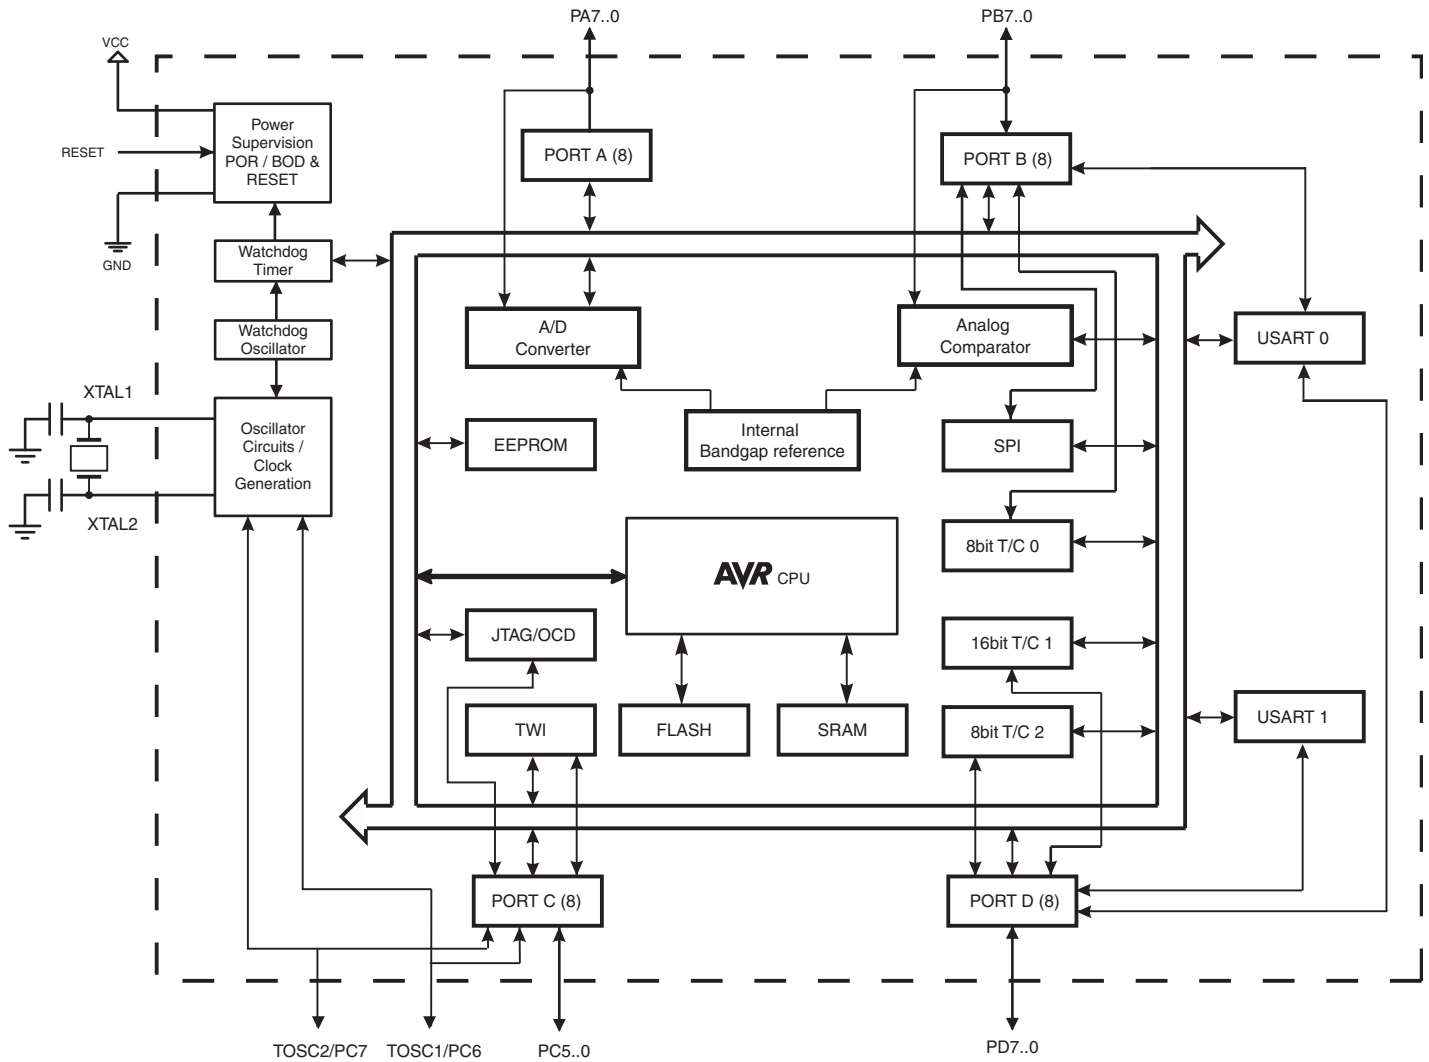 PA7..0
PB7..0
VCC
RESET
GND
Power
Supervision
POR / BOD &
RESET
PORT A (8)
PORT B (8)
Watchdog
Timer
Watchdog
Oscillator
A/D
Converter
Analog
Comparator
USART 0
XTAL1
XTAL2
Oscillator
Circuits /
Clock
Generation
EEPROM
Internal
Bandgap reference
SPI
AVR CPU
8bit T/C 0
JTAG/OCD
16bit T/C 1
TWI
FLASH
SRAM
8bit T/C 2
USART 1
PORT C (8)
PORT D (8)
TOSC2/PC7
TOSC1/PC6
PC5..0
PD7..0